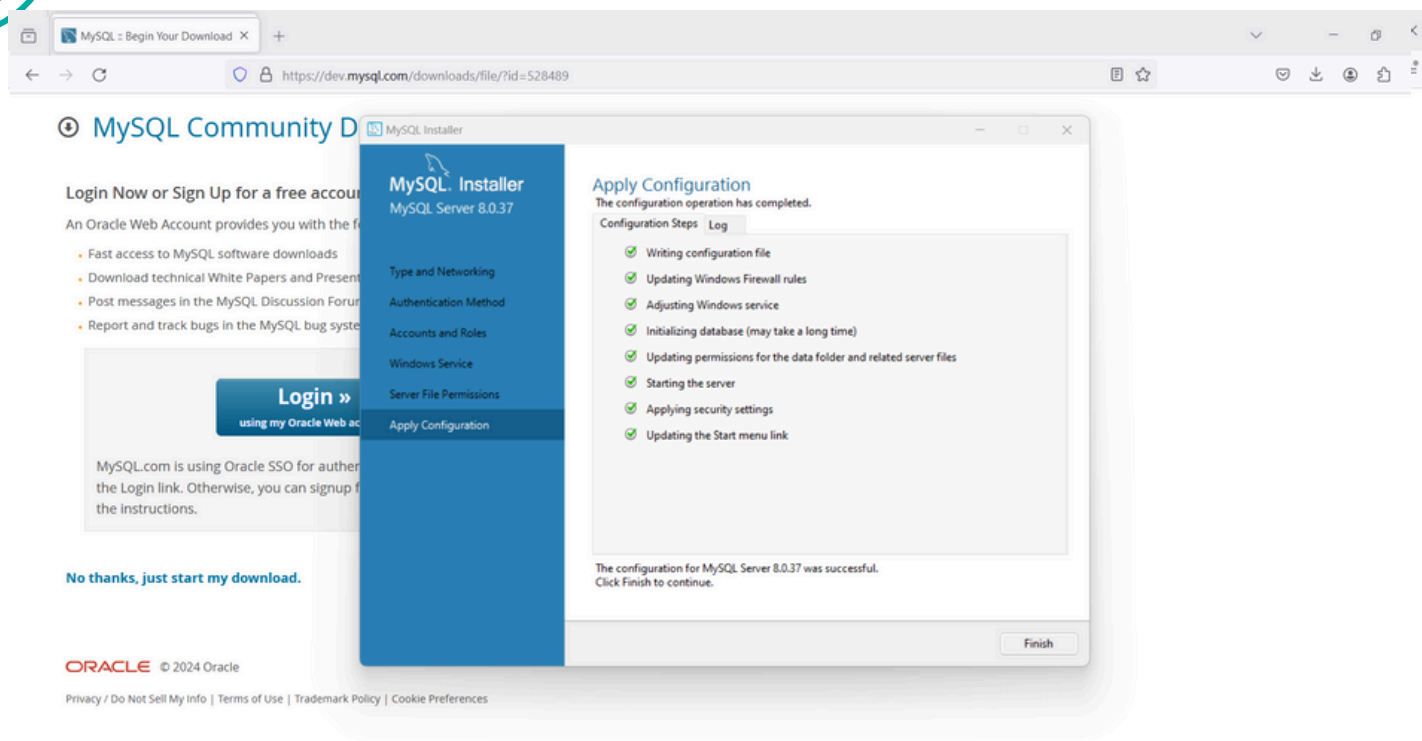 MySQL :: Begin Your Download
https://dev.mysql.com/downloads/file/?id=528489
MySQL Community D
Login Now or Sign Up for a free accou
An Oracle Web Account provides you with the f
Fast access to MySQL software downloads
Download technical White Papers and Present
Post messages in the MySQL Discussion Forur
Report and track bugs in the MySQL bug syste
Login »
using my Oracle Web ac
MySQL.com is using Oracle SSO for auther
the Login link. Otherwise, you can signup f
the instructions.
No thanks, just start my download.
ORACLE © 2024 Oracle
Privacy / Do Not Sell My Info | Terms of Use | Trademark Policy | Cookie Preferences
MySQL Installer
MySQL. Installer
MySQL Server 8.0.37
Type and Networking
Authentication Method
Accounts and Roles
Windows Service
Server File Permissions
Apply Configuration
Apply Configuration
The configuration operation has completed.
Configuration Steps Log
Writing configuration file
Updating Windows Firewall rules
Adjusting Windows service
Initializing database (may take a long time)
Updating permissions for the data folder and related server files
Starting the server
Applying security settings
Updating the Start menu link
The configuration for MySQL Server 8.0.37 was successful.
Click Finish to continue.
Finish